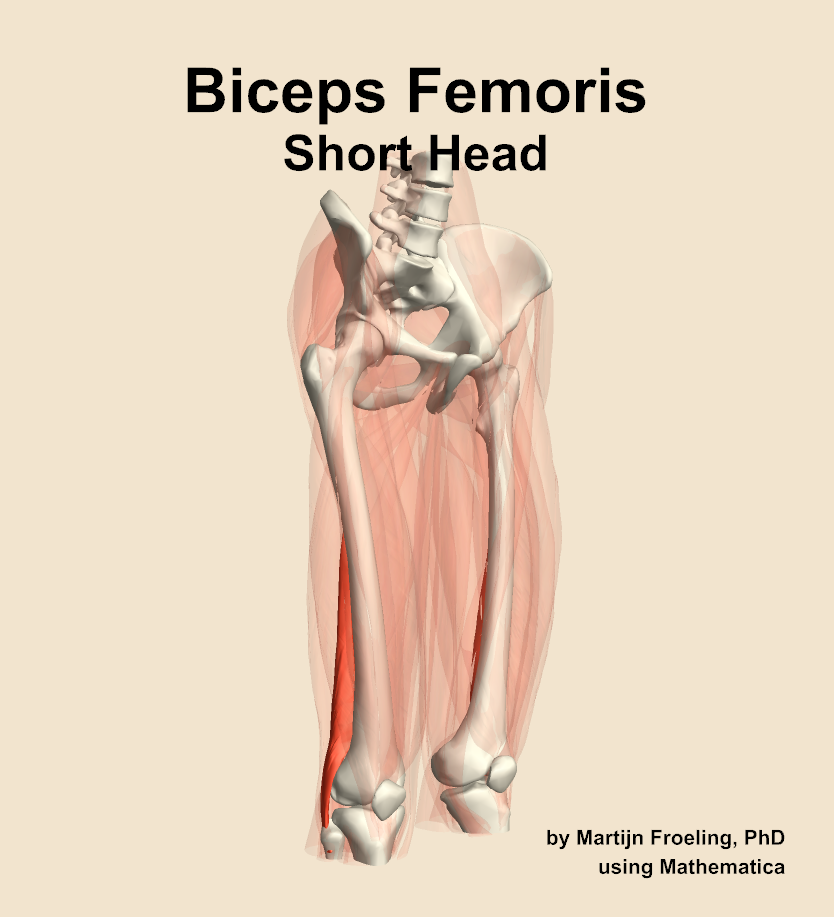 Biceps Femoris
Short Head
by Martijn Froeling, PhD
using Mathematica